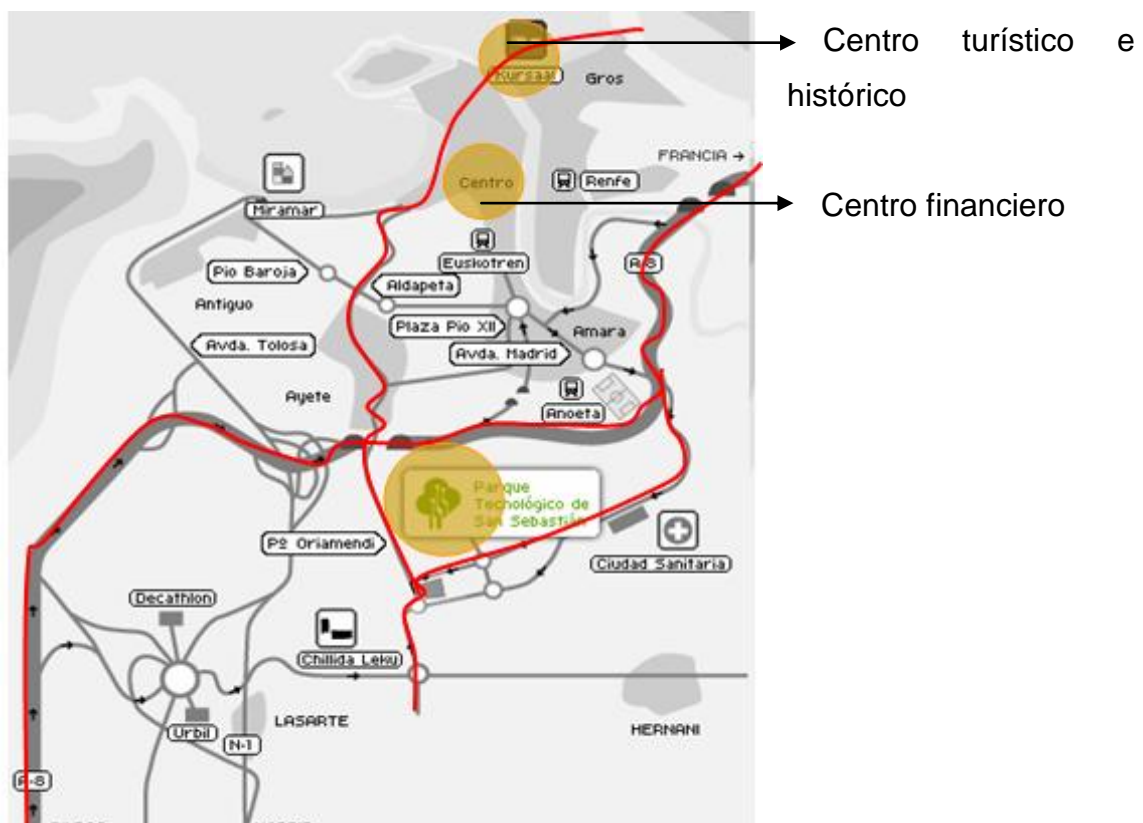 Centro turístico e
histórico
Kursaal
Gros
FRANCIA →
Centro
Renfe
Centro financiero
Miramar
Euskotren
Pio Baroja
A-8
Aldapeta
Antiguo
Plaza Pio XII
Amara
Avda. Tolosa
Avda. Madrid
Ayete
Anoeta
Parque
Tecnológico de
San Sebastián
Pº Oriamendi
Ciudad Sanitaria
Decathlon
Chillida Leku
LASARTE
Urbil
HERNANI
N-1
A-8